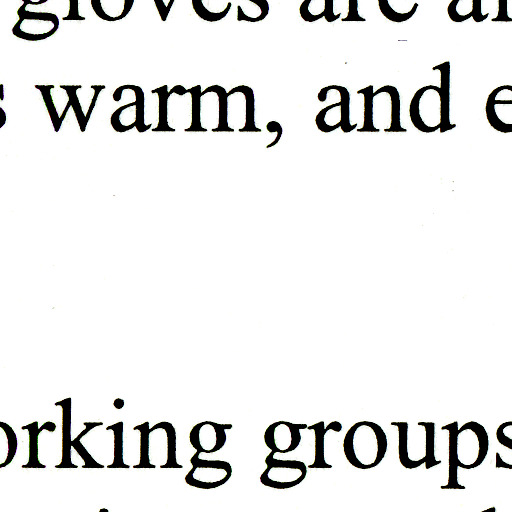 gloves are
warm, and
orking groups